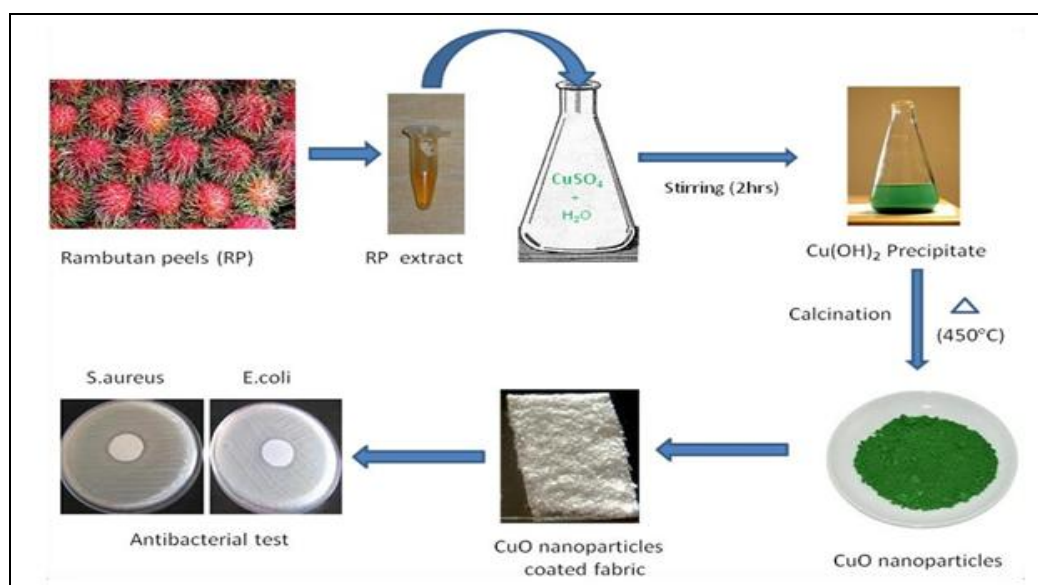 CuSO₄
+
H₂O
Stirring (2hrs)
Rambutan peels (RP)
RP extract
Cu(OH)₂ Precipitate
Calcination
(450°C)
S.aureus
E.coli
Antibacterial test
CuO nanoparticles
coated fabric
CuO nanoparticles